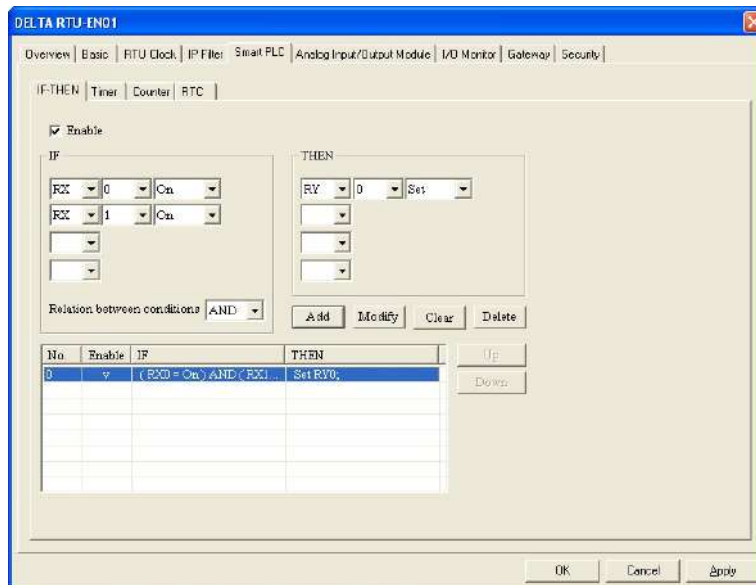 DELTA RTU-EN01
Overview Basic RTU Clock IP Filter Smart PLC Analog Input/Output Module I/O Monitor Gateway Security
IF-THEN Timer Counter RTC
Enable
IF THEN
RX 0 On RY 0 Set
RX 1 On
Relation between conditions AND Add Modify Clear Delete
No. Enable IF THEN Up
0 v ( RX0 = On ) AND ( RX1... Set RY0;
Down
OK Cancel Apply